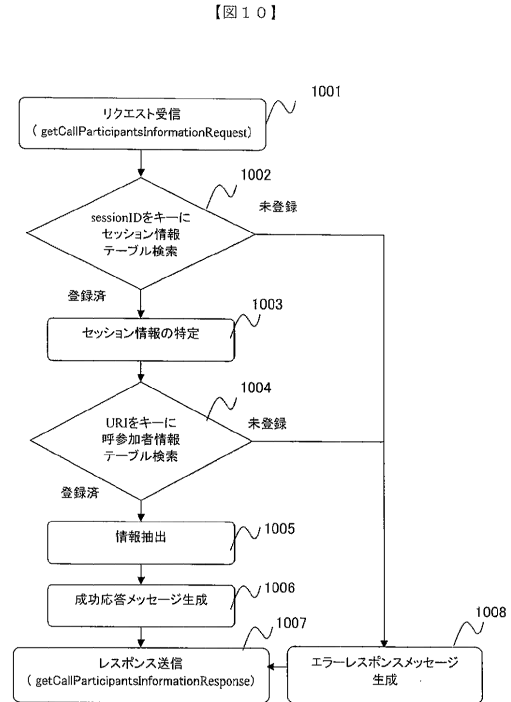 【図１０】
1001
リクエスト受信
( getCallParticipantsInformationRequest)
1002
未登録
sessionIDをキーに
セッション情報
テーブル検索
登録済
1003
セッション情報の特定
1004
未登録
URIをキーに
呼参加者情報
テーブル検索
登録済
情報抽出
1005
成功応答メッセージ生成
1006
1007
レスポンス送信
( getCallParticipantsInformationResponse)
1008
エラーレスポンスメッセージ
生成